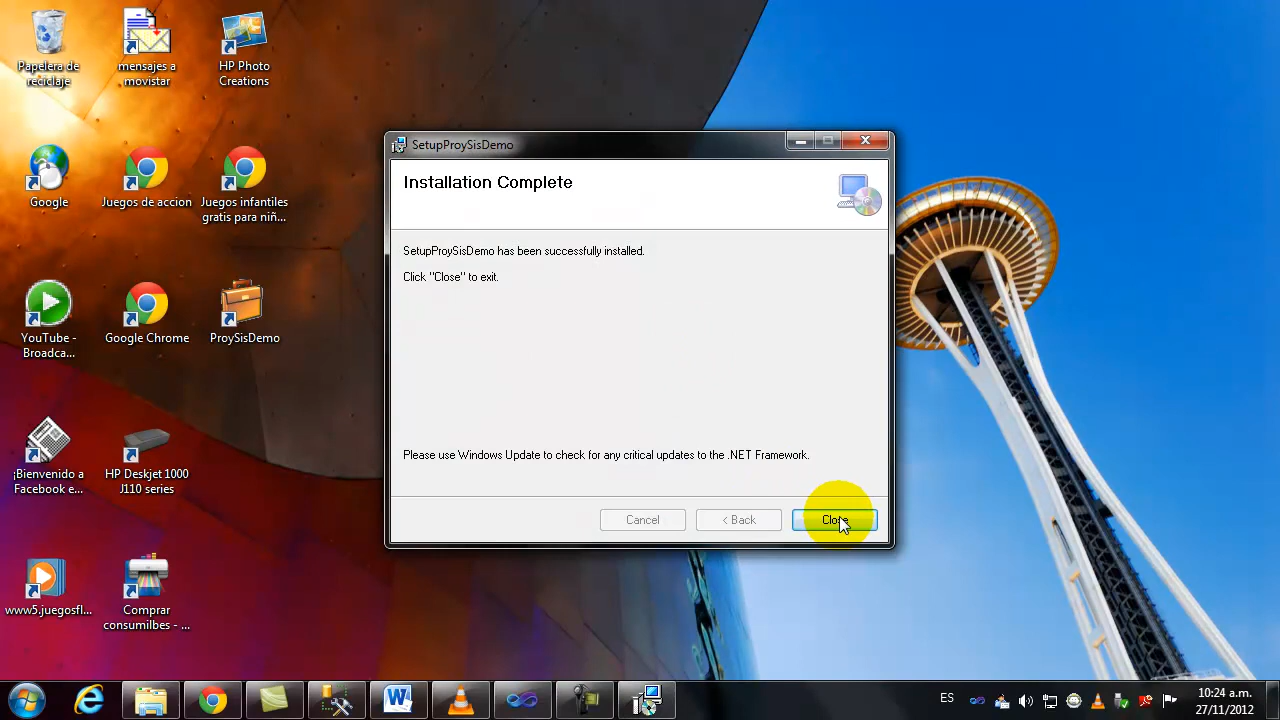 Papelera de
reciclaje
mensajes a
movistar
HP Photo
Creations
Google
Juegos de accion
Juegos infantiles
gratis para niñ...
YouTube -
Broadca...
Google Chrome
ProySisDemo
¡Bienvenido a
Facebook e...
HP Deskjet 1000
J110 series
www5.juegosfl...
Comprar
consumilbes - ...
SetupProySisDemo
Installation Complete
SetupProySisDemo has been successfully installed.
Click "Close" to exit.
Please use Windows Update to check for any critical updates to the .NET Framework.
Cancel
< Back
Close
ES
10:24 a.m.
27/11/2012